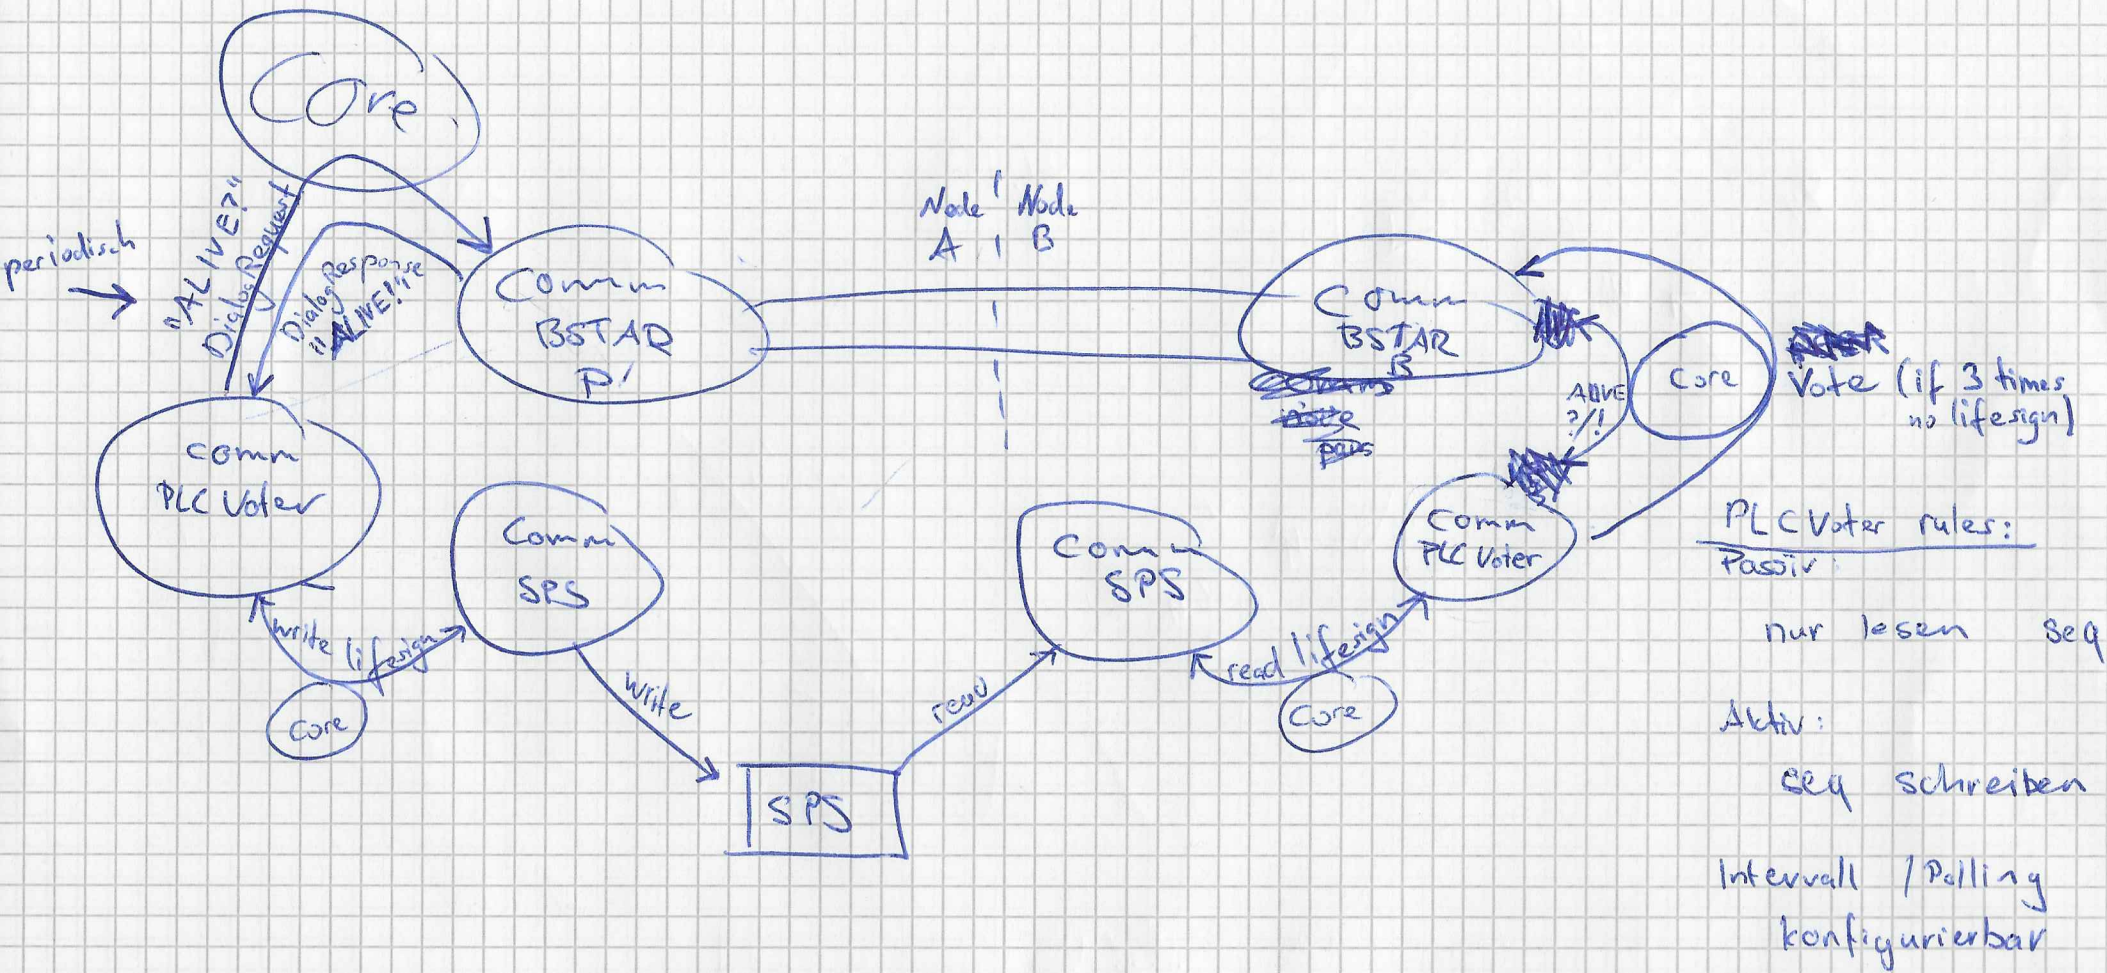 Core
periodisch
"ALIVE?"
DialogRequest
DialogResponse
"ALIVE!"
Comm
BSTAR
P
Node
A
Node
B
Comm
BSTAR
B
ALIVE
?/!
Core
Vote (if 3 times
no lifesign)
comm
PLC Voter
Comm
SPS
write lifesign
Core
write
SPS
read
Comm
SPS
read lifesign
Core
Comm
PLC Voter
PLC Voter rules:
Passiv:
nur lesen seq
Aktiv:
seq schreiben
Intervall / Polling
konfigurierbar